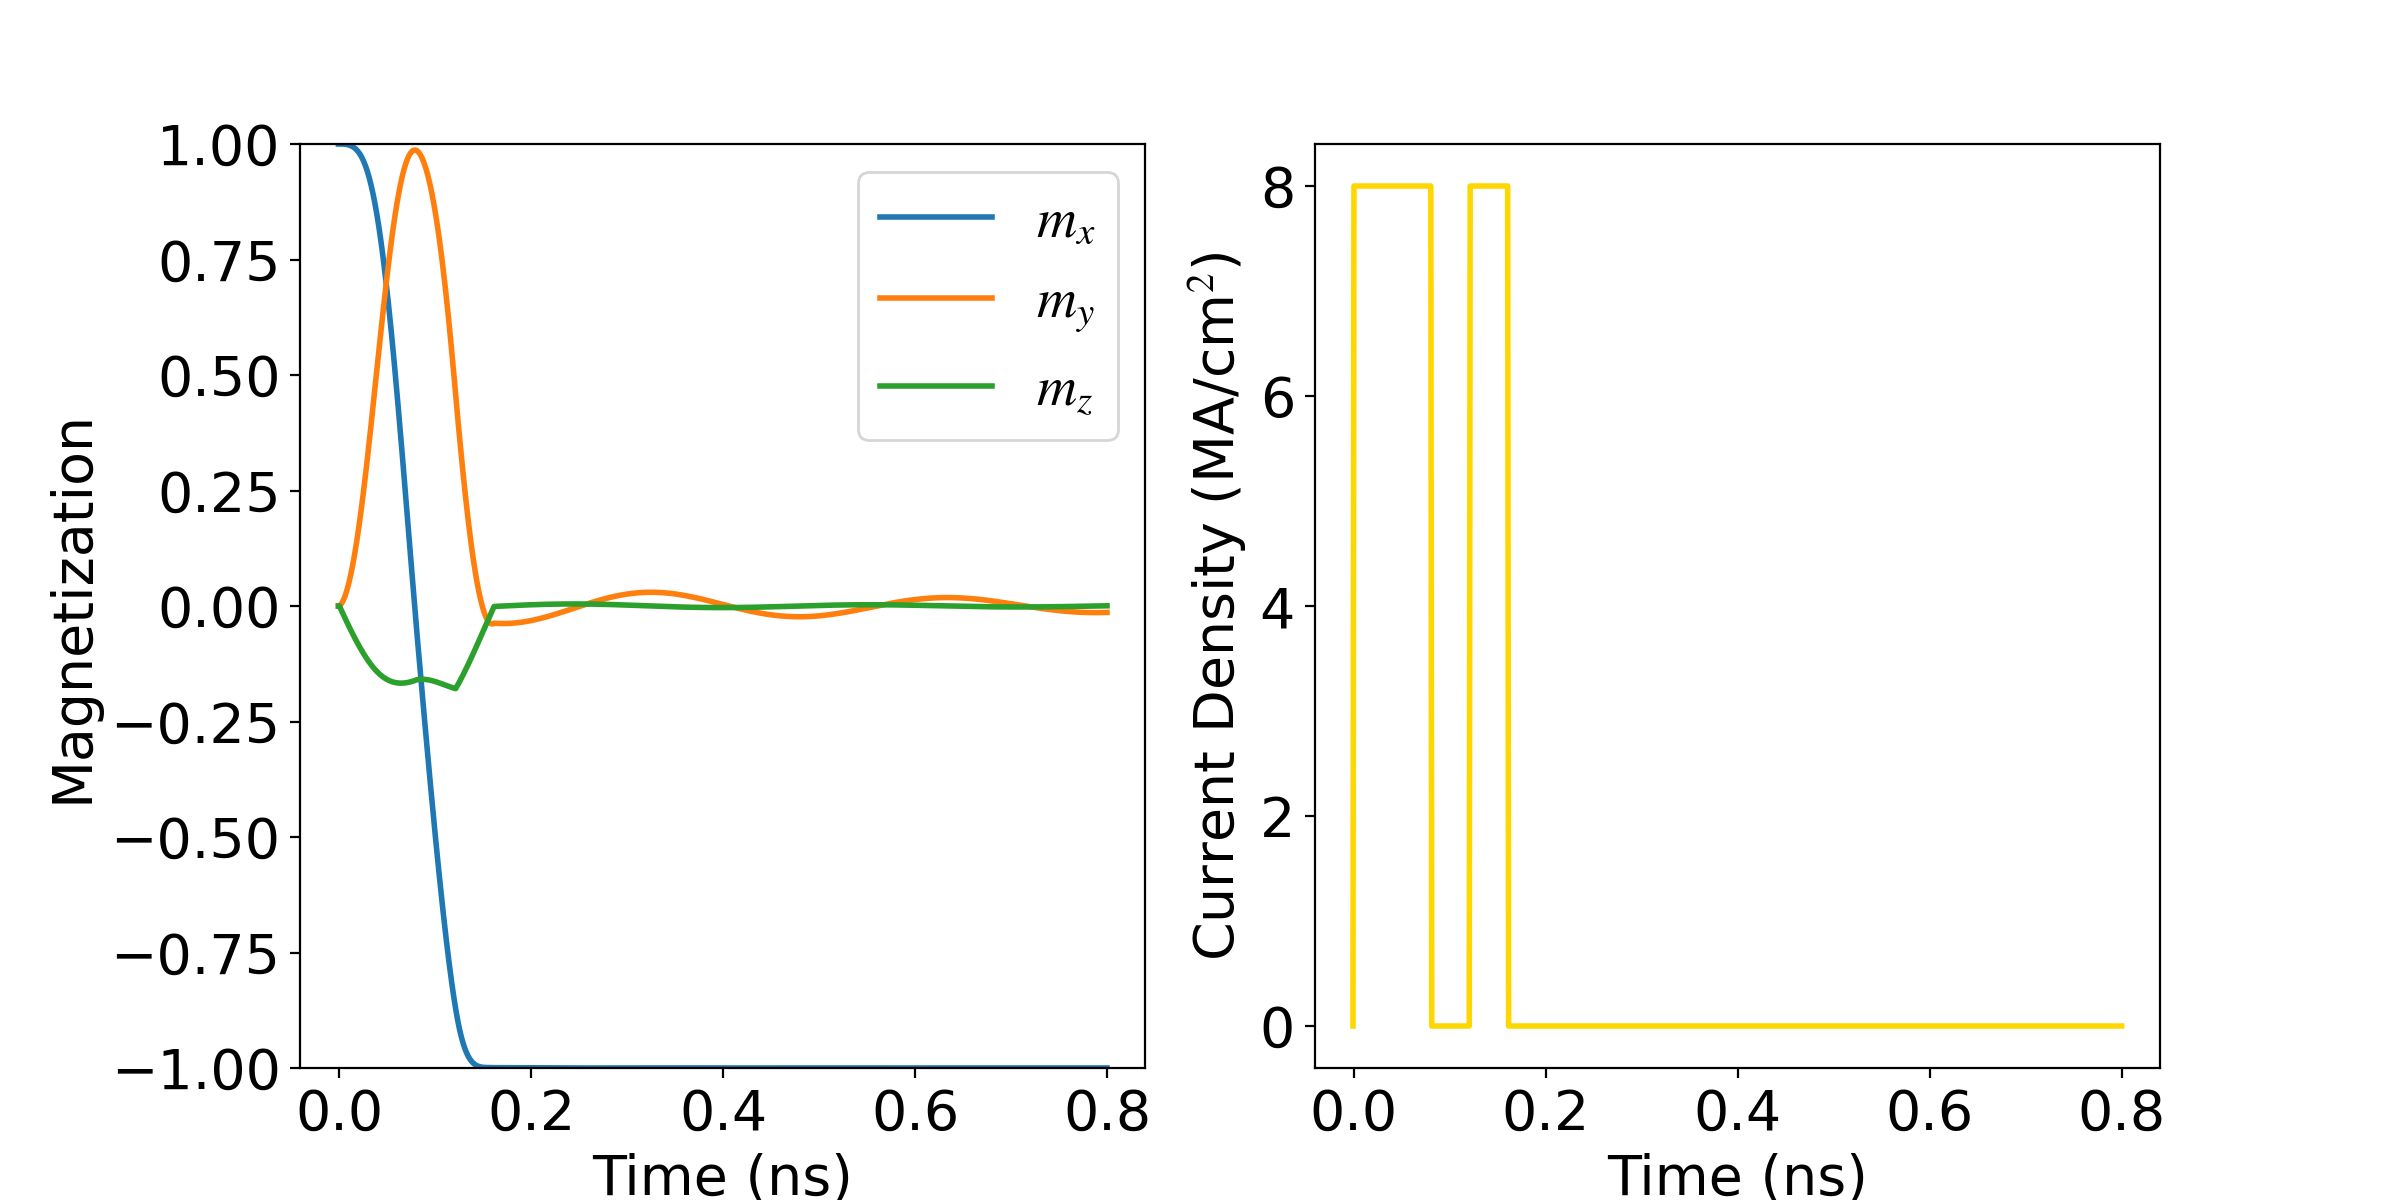 1.00
0.75
0.50
0.25
0.00
−0.25
−0.50
−0.75
−1.00
Magnetization
0.0 0.2 0.4 0.6 0.8
Time (ns)
m_x
m_y
m_z
8
6
4
2
0
Current Density (MA/cm²)
0.0 0.2 0.4 0.6 0.8
Time (ns)